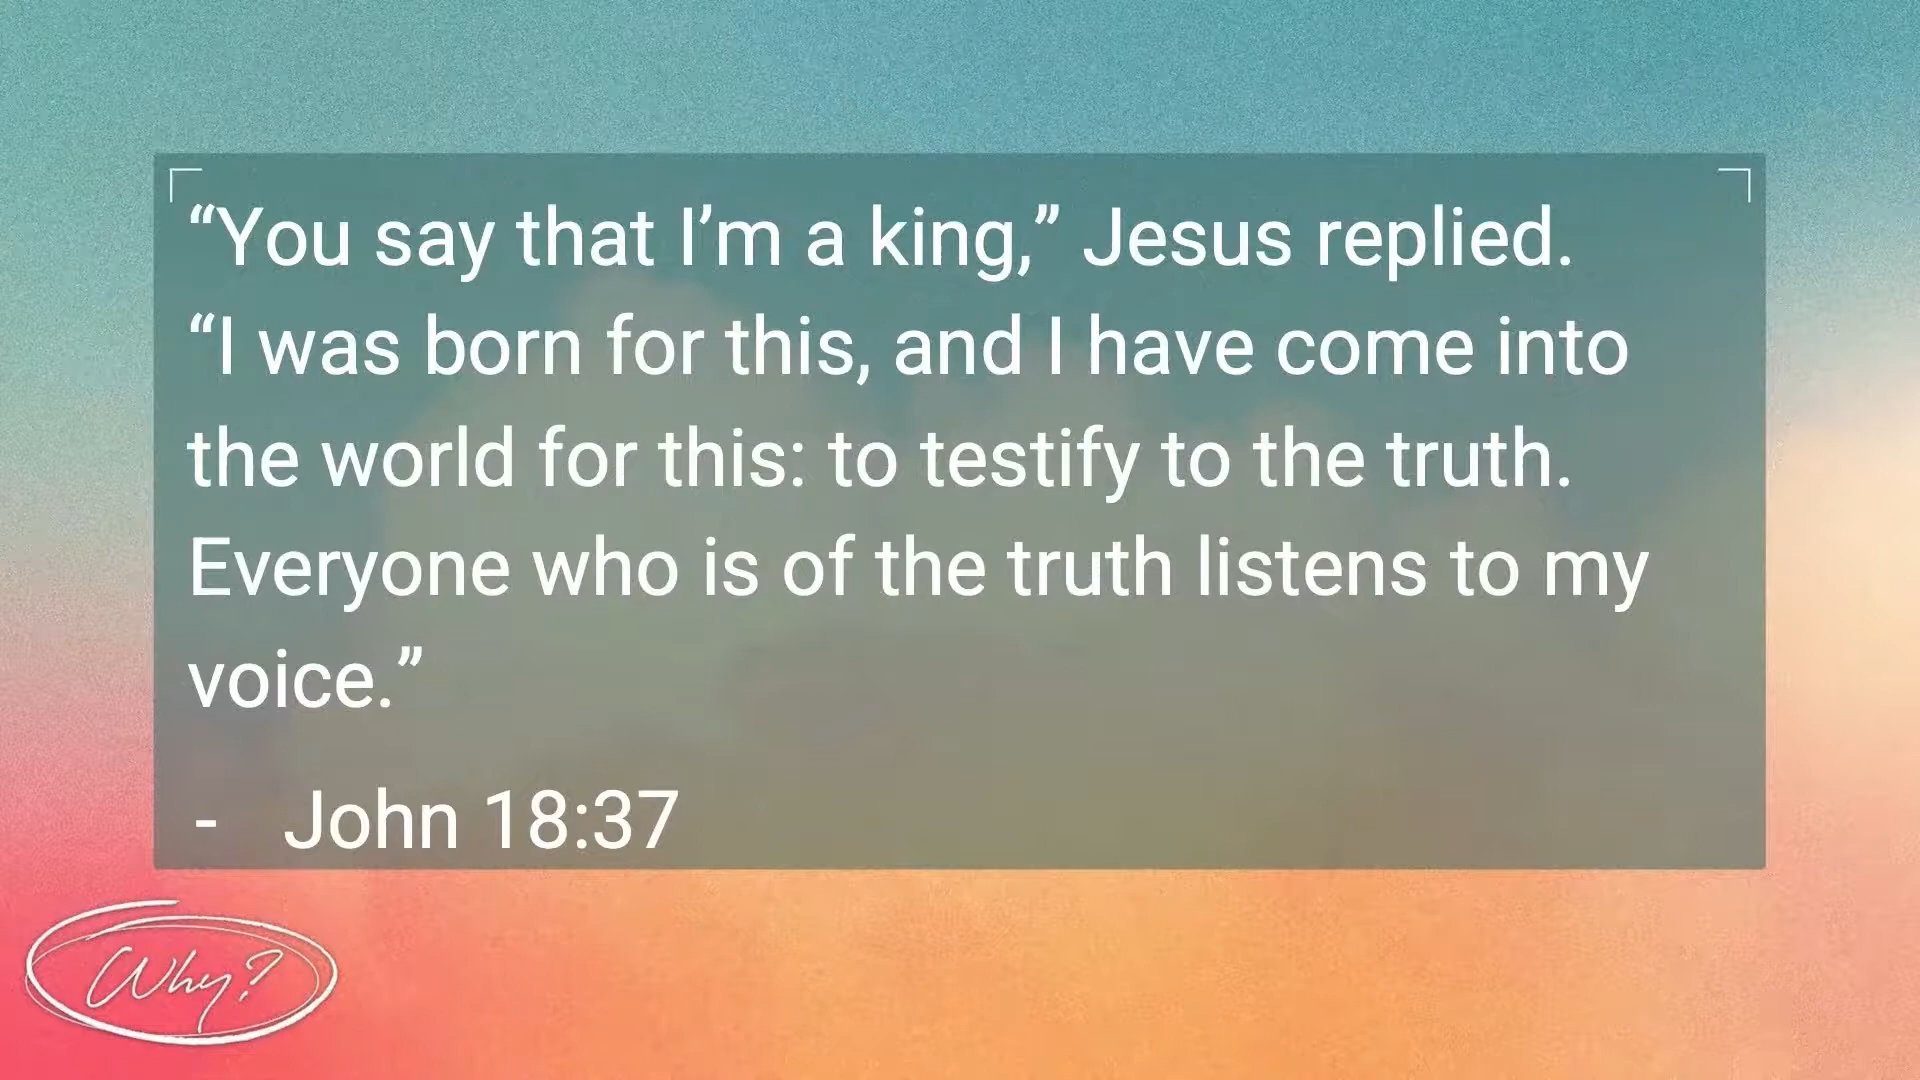 “You say that I’m a king,” Jesus replied.
“I was born for this, and I have come into
the world for this: to testify to the truth.
Everyone who is of the truth listens to my
voice.”
- John 18:37
Why?